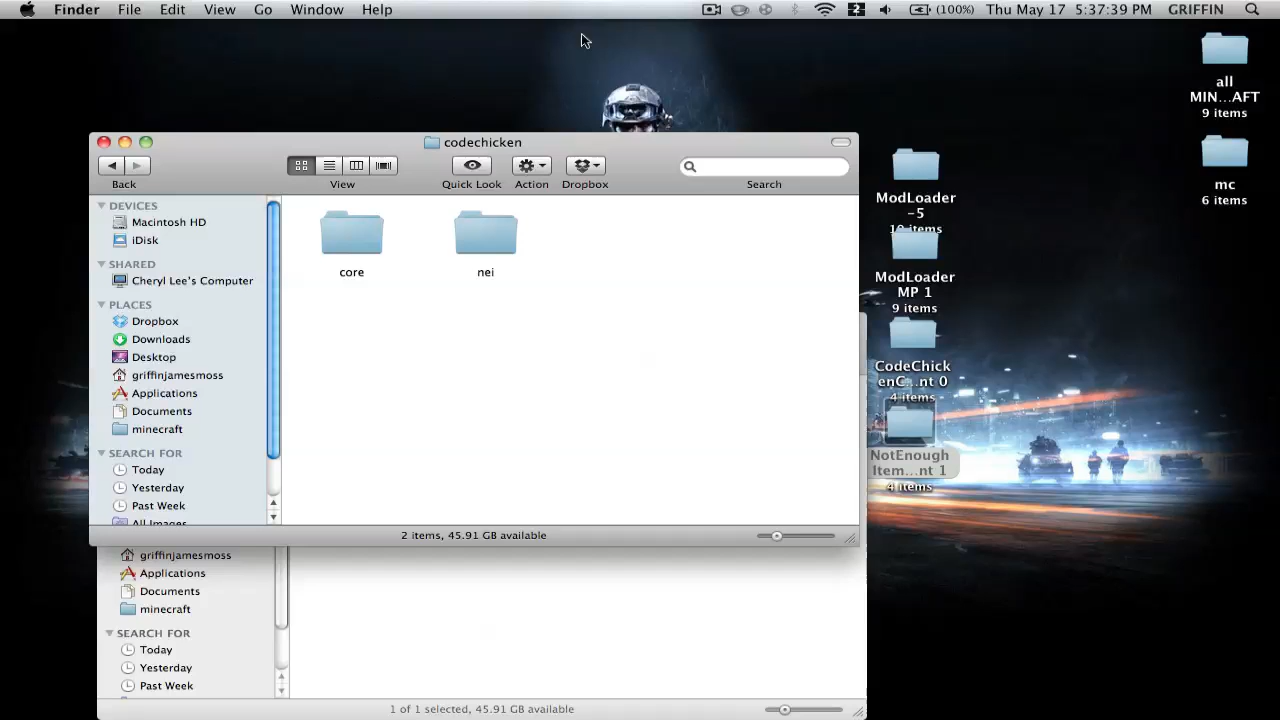 Finder File Edit View Go Window Help 2 (100%) Thu May 17 5:37:39 PM GRIFFIN
all
MIN...AFT
9 items
mc
6 items
codechicken
Back View Quick Look Action Dropbox Search
DEVICES
Macintosh HD
iDisk
SHARED
Cheryl Lee's Computer
PLACES
Dropbox
Downloads
Desktop
griffinjamesmoss
Applications
Documents
minecraft
SEARCH FOR
Today
Yesterday
Past Week
All Images
core
nei
2 items, 45.91 GB available
ModLoader
-5
ModLoader
MP 1
9 items
CodeChick
enC...nt 0
4 items
NotEnough
Item...nt 1
4 items
griffinjamesmoss
Applications
Documents
minecraft
SEARCH FOR
Today
Yesterday
Past Week
1 of 1 selected, 45.91 GB available